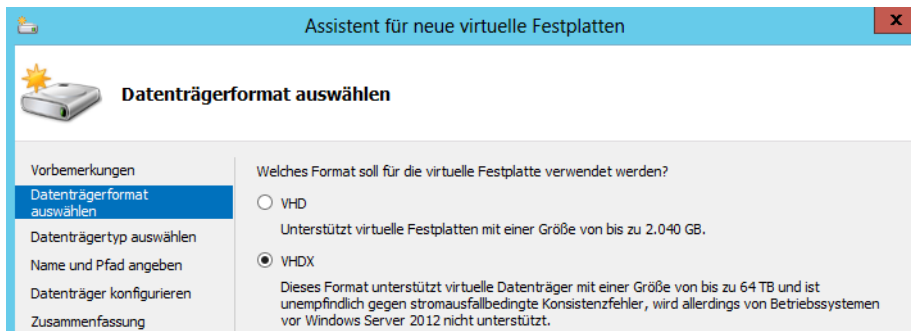 Assistent für neue virtuelle Festplatten
x
Datenträgerformat auswählen
Vorbemerkungen
Datenträgerformat
auswählen
Datenträgertyp auswählen
Name und Pfad angeben
Datenträger konfigurieren
Zusammenfassung
Welches Format soll für die virtuelle Festplatte verwendet werden?
VHD
Unterstützt virtuelle Festplatten mit einer Größe von bis zu 2.040 GB.
VHDX
Dieses Format unterstützt virtuelle Datenträger mit einer Größe von bis zu 64 TB und ist
unempfindlich gegen stromausfallbedingte Konsistenzfehler, wird allerdings von Betriebssystemen
vor Windows Server 2012 nicht unterstützt.